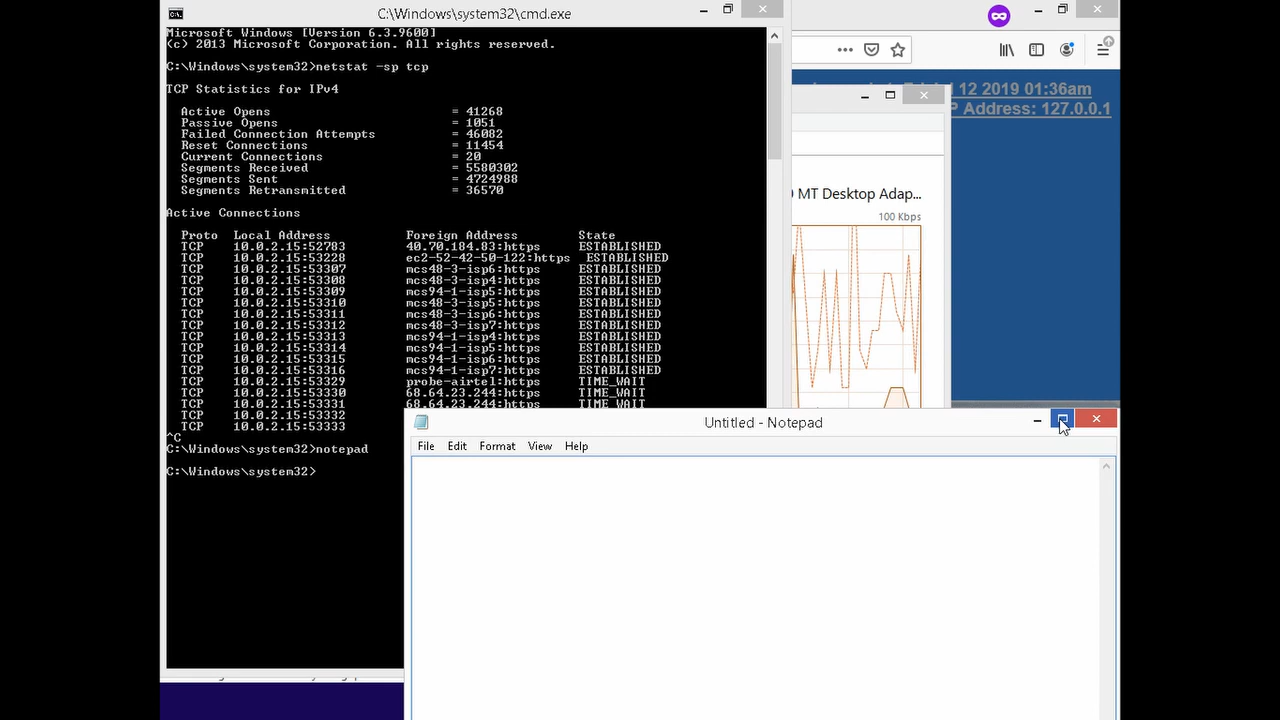 C:\Windows\system32\cmd.exe
Microsoft Windows [Version 6.3.9600]
(c) 2013 Microsoft Corporation. All rights reserved.
C:\Windows\system32>netstat -sp tcp
TCP Statistics for IPv4
Active Opens = 41268
Passive Opens = 1051
Failed Connection Attempts = 46082
Reset Connections = 11454
Current Connections = 20
Segments Received = 5580302
Segments Sent = 4724988
Segments Retransmitted = 36570
Active Connections
Proto Local Address Foreign Address State
TCP 10.0.2.15:52783 40.70.184.83:https ESTABLISHED
TCP 10.0.2.15:53228 ec2-52-42-50-122:https ESTABLISHED
TCP 10.0.2.15:53307 mcs48-3-isp6:https ESTABLISHED
TCP 10.0.2.15:53308 mcs48-3-isp4:https ESTABLISHED
TCP 10.0.2.15:53309 mcs94-1-isp5:https ESTABLISHED
TCP 10.0.2.15:53310 mcs48-3-isp5:https ESTABLISHED
TCP 10.0.2.15:53311 mcs48-3-isp6:https ESTABLISHED
TCP 10.0.2.15:53312 mcs48-3-isp7:https ESTABLISHED
TCP 10.0.2.15:53313 mcs94-1-isp4:https ESTABLISHED
TCP 10.0.2.15:53314 mcs94-1-isp5:https ESTABLISHED
TCP 10.0.2.15:53315 mcs94-1-isp6:https ESTABLISHED
TCP 10.0.2.15:53316 mcs94-1-isp7:https ESTABLISHED
TCP 10.0.2.15:53329 probe-airtel:https TIME_WAIT
TCP 10.0.2.15:53330 68.64.23.244:https TIME_WAIT
TCP 10.0.2.15:53331 68.64.23.244:https TIME_WAIT
TCP 10.0.2.15:53332
TCP 10.0.2.15:53333
^C
C:\Windows\system32>notepad
C:\Windows\system32>
12 2019 01:36am
P Address: 127.0.0.1
MT Desktop Adap...
100 Kbps
Untitled - Notepad
File Edit Format View Help